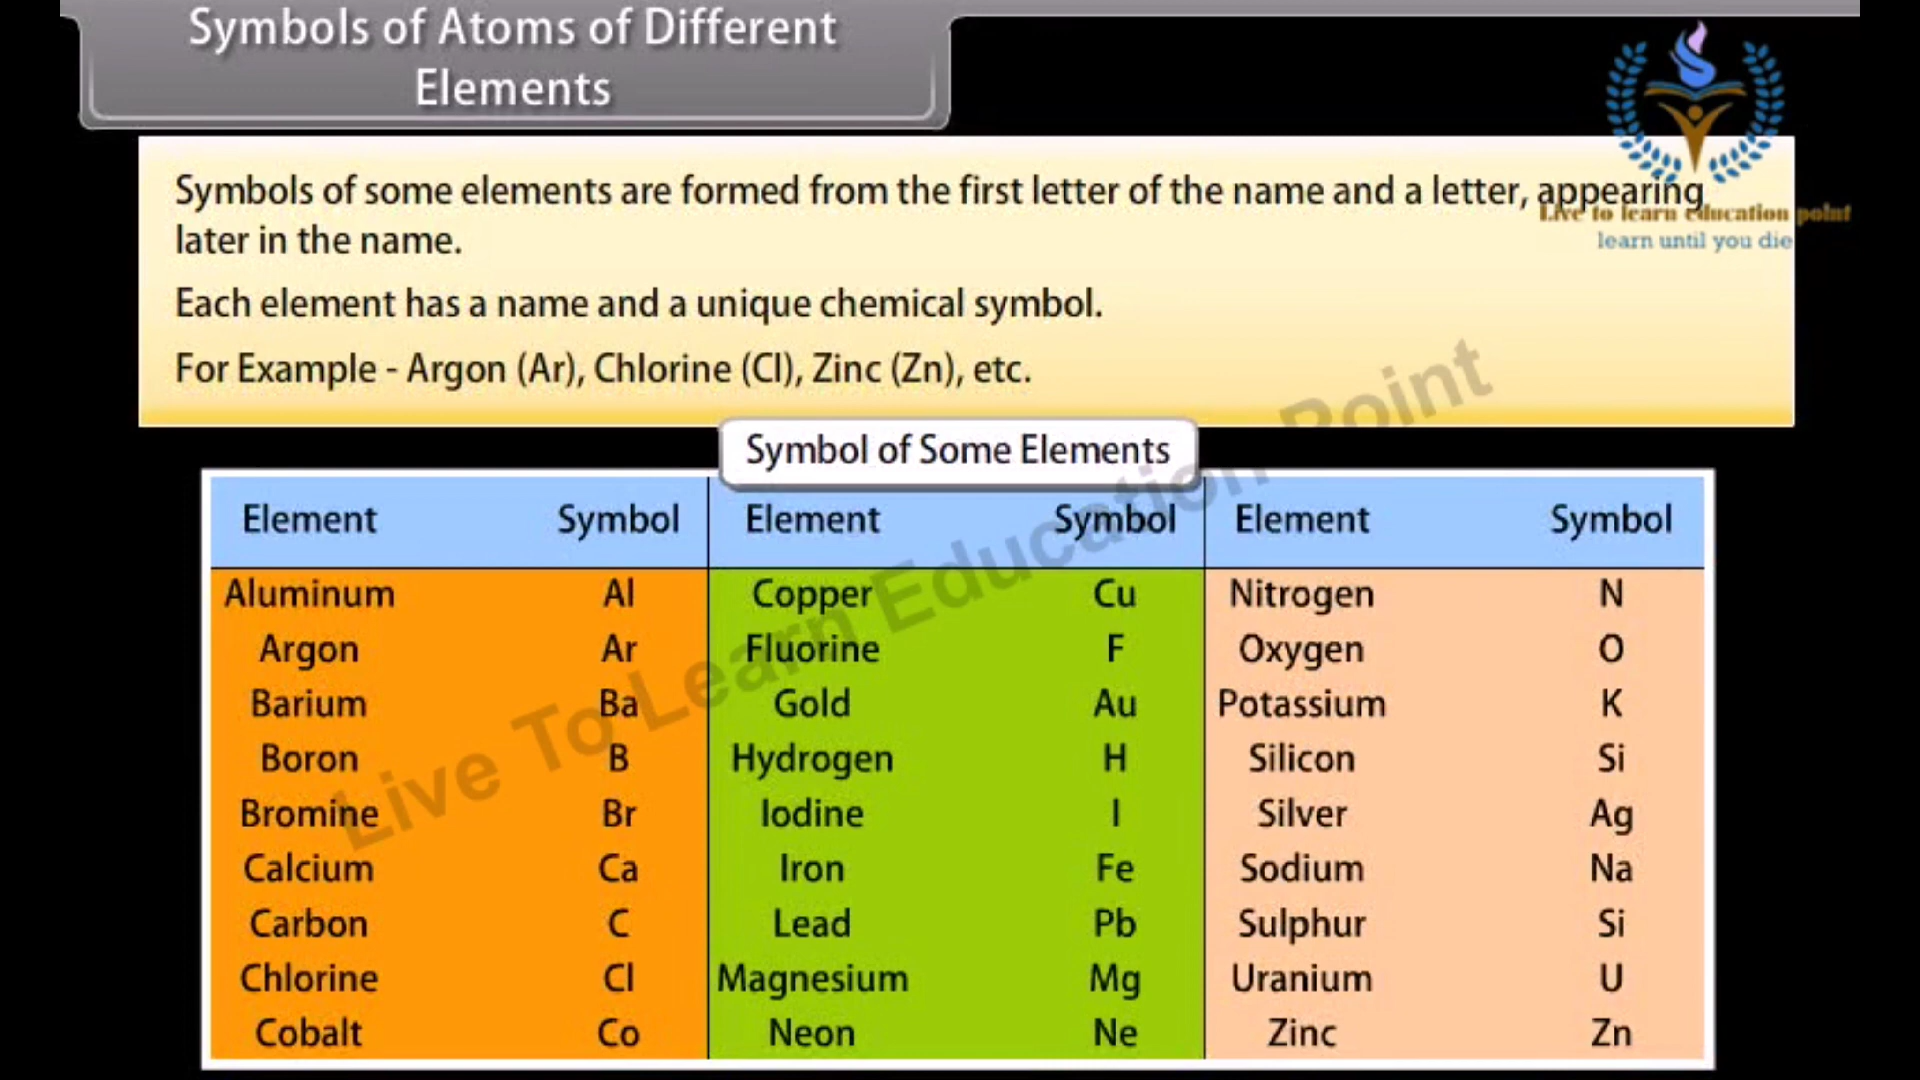 Symbols of Atoms of Different
Elements
Symbols of some elements are formed from the first letter of the name and a letter, appearing
later in the name.
Live to learn education point
learn until you die
Each element has a name and a unique chemical symbol.
For Example - Argon (Ar), Chlorine (Cl), Zinc (Zn), etc.
Symbol of Some Elements
Element Symbol Element Symbol Element Symbol
Aluminum Al Copper Cu Nitrogen N
Argon Ar Fluorine F Oxygen O
Barium Ba Gold Au Potassium K
Boron B Hydrogen H Silicon Si
Bromine Br Iodine I Silver Ag
Calcium Ca Iron Fe Sodium Na
Carbon C Lead Pb Sulphur Si
Chlorine Cl Magnesium Mg Uranium U
Cobalt Co Neon Ne Zinc Zn
Live To Learn Education Point